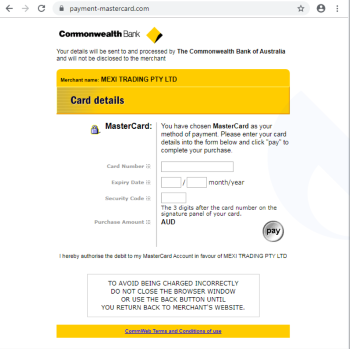 payment-mastercard.com
CommonwealthBank
Your details will be sent to and processed by The Commonwealth Bank of Australia
and will not be disclosed to the merchant
Merchant name: MEXI TRADING PTY LTD
Card details
MasterCard:
You have chosen MasterCard as your
method of payment. Please enter your card
details into the form below and click "pay" to
complete your purchase.
Card Number
Expiry Date / month/year
Security Code
The 3 digits after the card number on the
signature panel of your card.
Purchase Amount AUD
pay
I hereby authorise the debit to my MasterCard Account in favour of MEXI TRADING PTY LTD
TO AVOID BEING CHARGED INCORRECTLY
DO NOT CLOSE THE BROWSER WINDOW
OR USE THE BACK BUTTON UNTIL
YOU RETURN BACK TO MERCHANT'S WEBSITE.
CommWeb Terms and Conditions of use